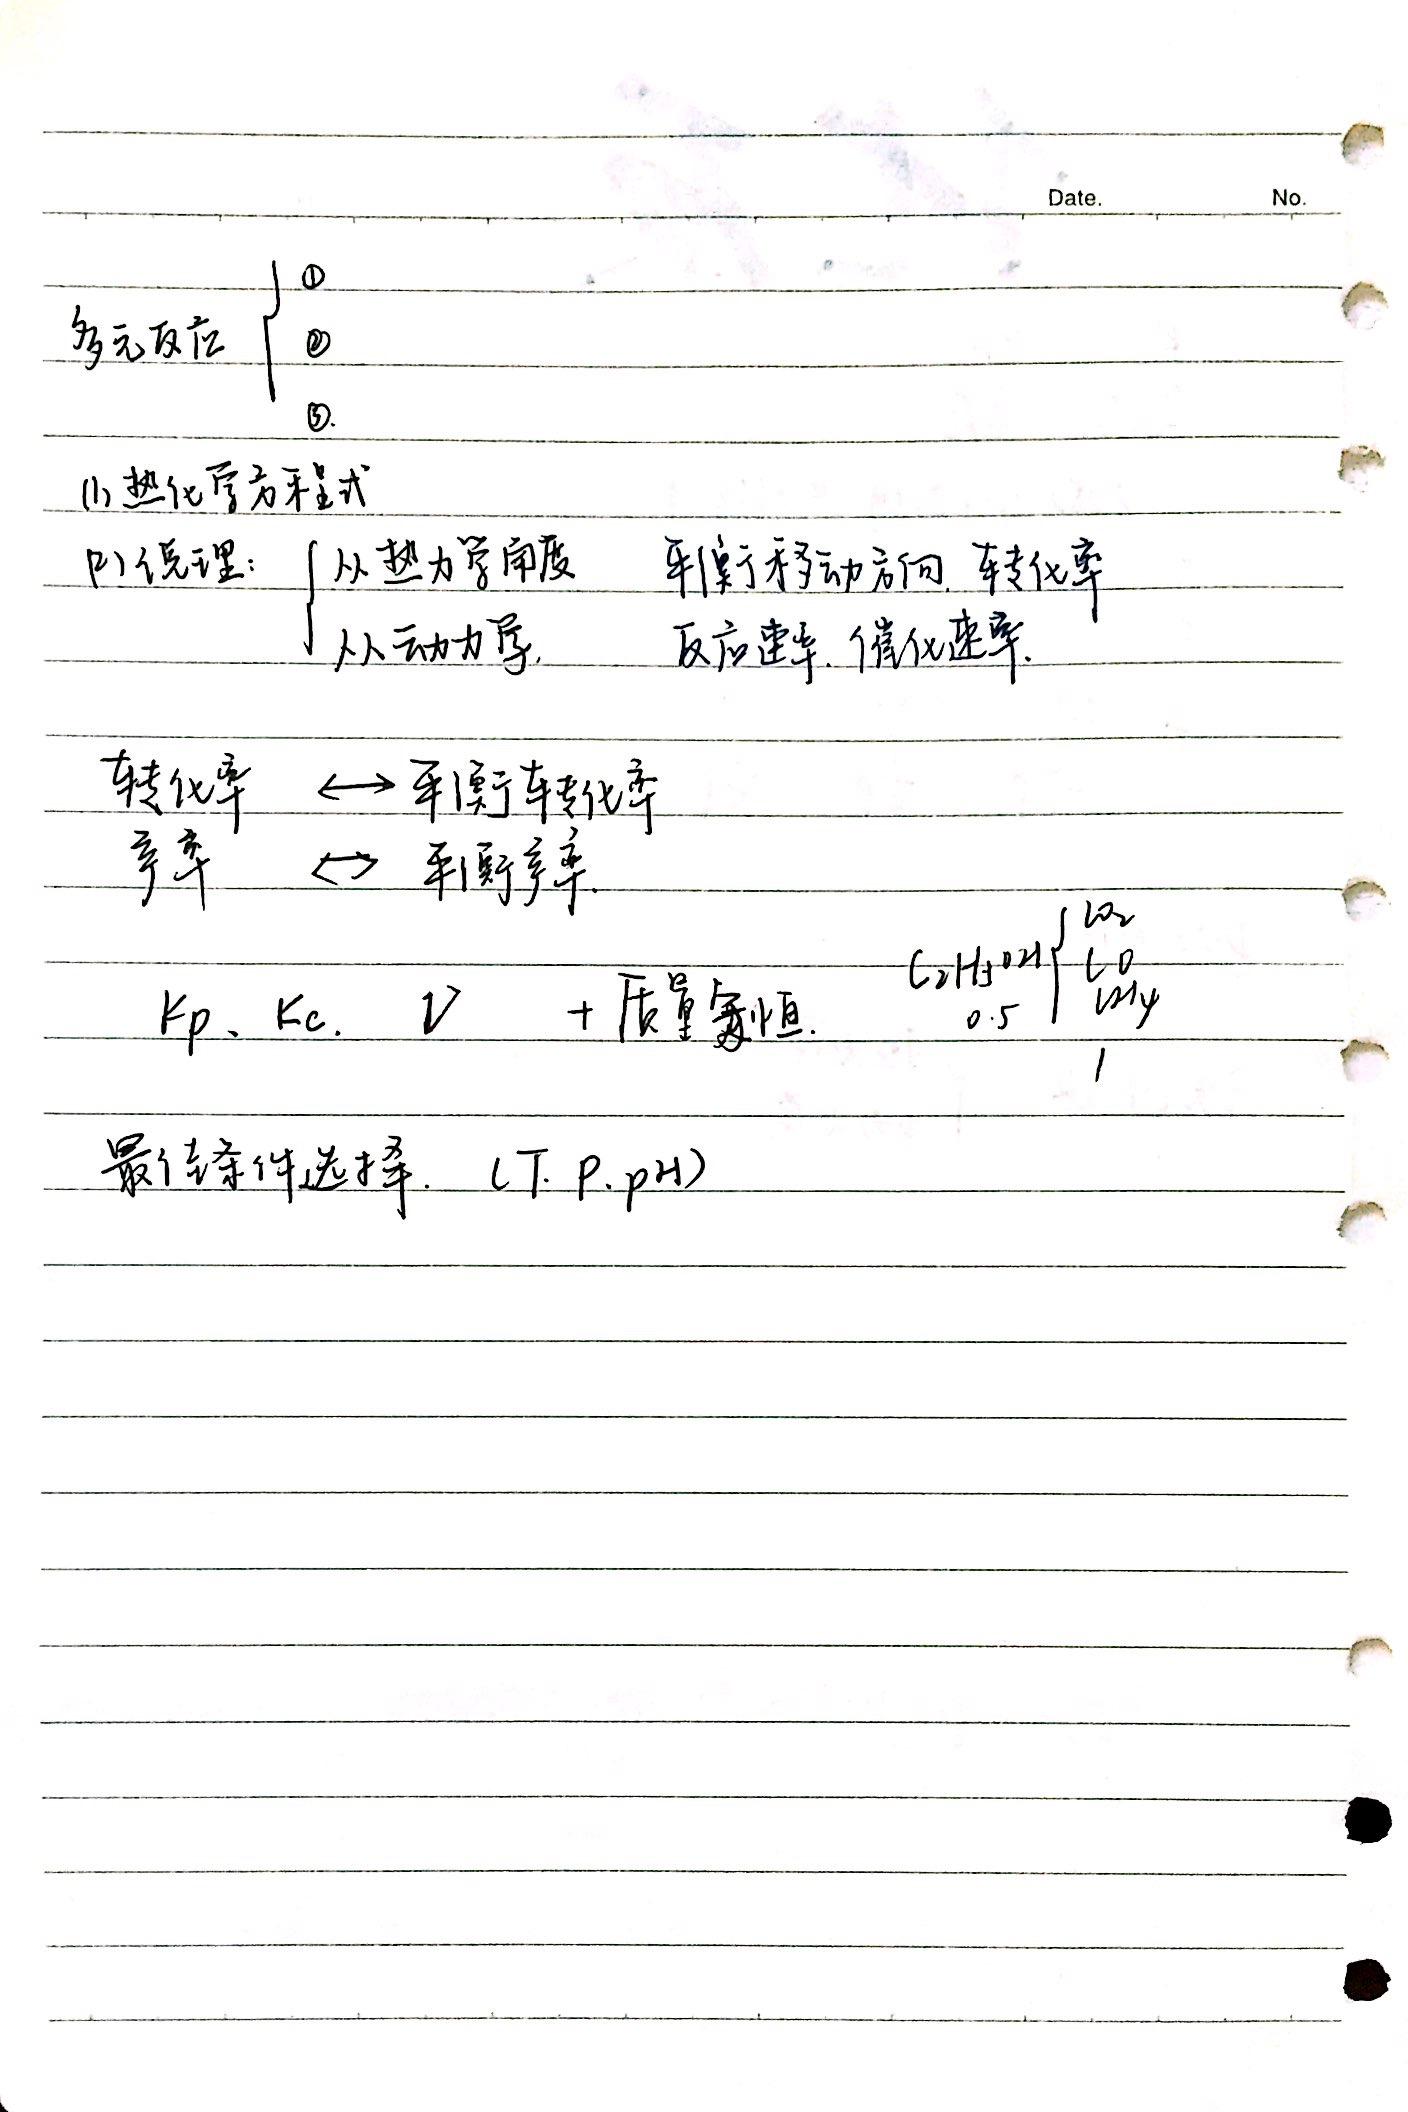 Date. No.
①
多元反应 ②
③.
(1) 热化学方程式
(2) 说理: 从热力学角度 平衡移动方向. 转化率
从动力学. 反应速率. 催化速率.
转化率 ↔ 平衡转化率
产率 ↔ 平衡产率.
CO2
C2H5OH CO
Kp、Kc. V + 质量守恒. 0.5 CH4
1
最佳条件选择. (T. P. pH)